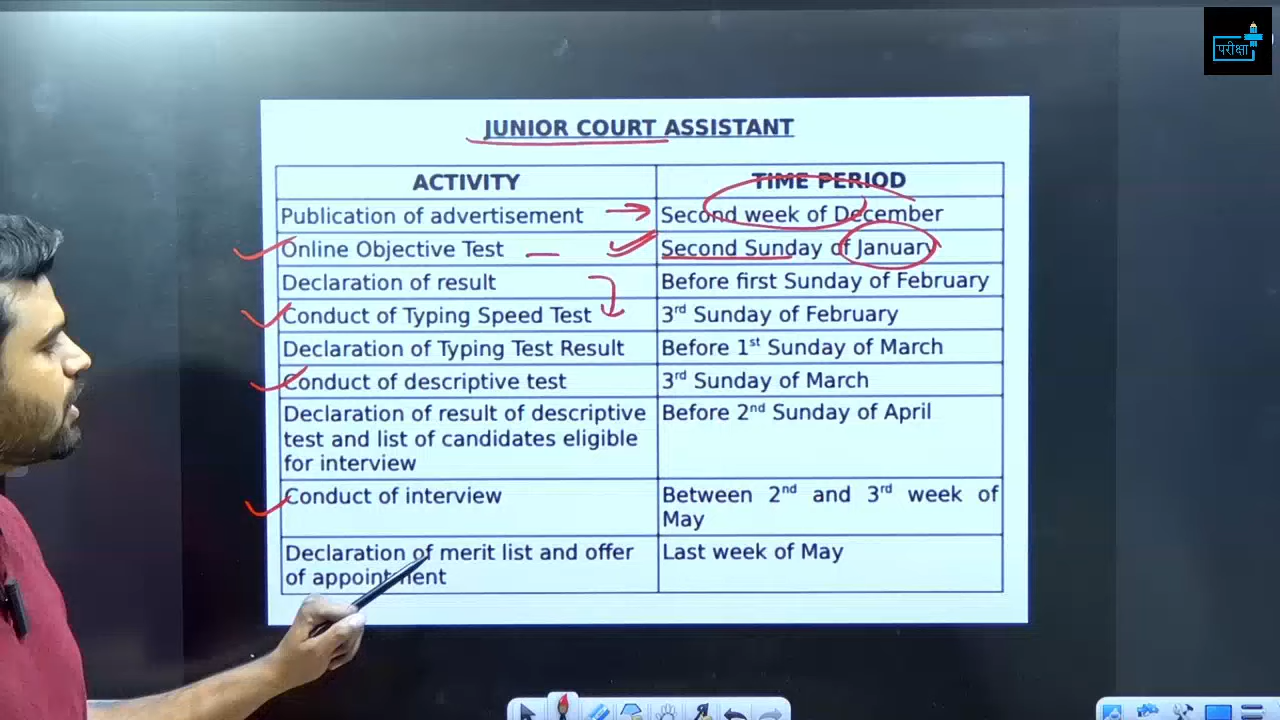 परीक्षा
JUNIOR COURT ASSISTANT
ACTIVITY TIME PERIOD
Publication of advertisement Second week of December
Online Objective Test Second Sunday of January
Declaration of result Before first Sunday of February
Conduct of Typing Speed Test 3rd Sunday of February
Declaration of Typing Test Result Before 1st Sunday of March
Conduct of descriptive test 3rd Sunday of March
Declaration of result of descriptive Before 2nd Sunday of April
test and list of candidates eligible
for interview
Conduct of interview Between 2nd and 3rd week of
May
Declaration of merit list and offer Last week of May
of appointment